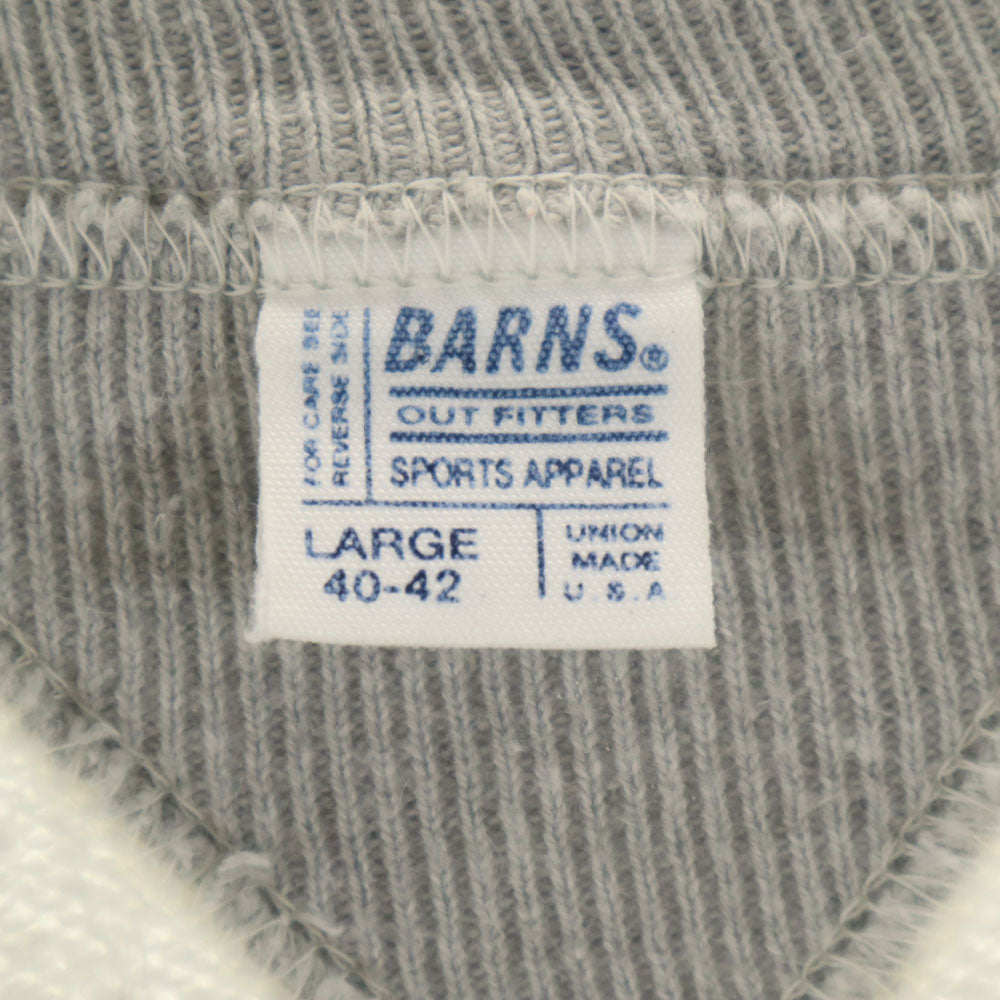 FOR CARE SEE
REVERSE SIDE
BARNS®
OUT FITTERS
SPORTS APPAREL
LARGE
40-42
UNION
MADE
U.S.A